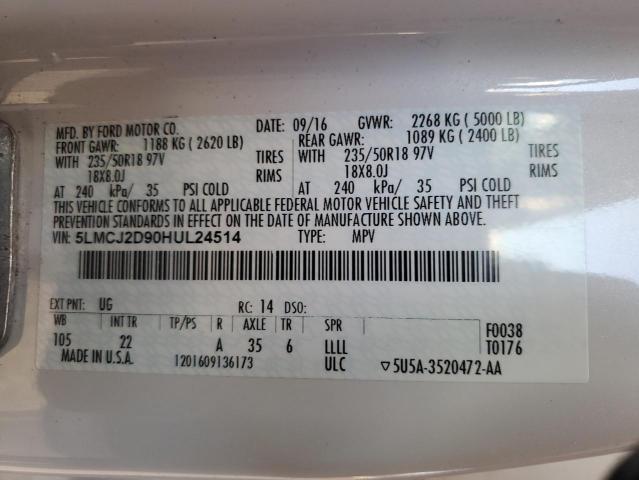 MFD. BY FORD MOTOR CO. DATE: 09/16 GVWR: 2268 KG ( 5000 LB)
FRONT GAWR: 1188 KG ( 2620 LB) REAR GAWR: 1089 KG ( 2400 LB)
WITH 235/50R18 97V TIRES WITH 235/50R18 97V TIRES
18X8.0J RIMS 18X8.0J RIMS
AT 240 kPa/ 35 PSI COLD AT 240 kPa/ 35 PSI COLD
THIS VEHICLE CONFORMS TO ALL APPLICABLE FEDERAL MOTOR VEHICLE SAFETY AND THEFT
PREVENTION STANDARDS IN EFFECT ON THE DATE OF MANUFACTURE SHOWN ABOVE.
VIN: 5LMCJ2D90HUL24514 TYPE: MPV
EXT PNT: UG RC: 14 DSO:
WB INT TR TP/PS R AXLE TR SPR F0038
105 22 A 35 6 LLLL T0176
MADE IN U.S.A. 1201609136173 ULC ▽5U5A-3520472-AA